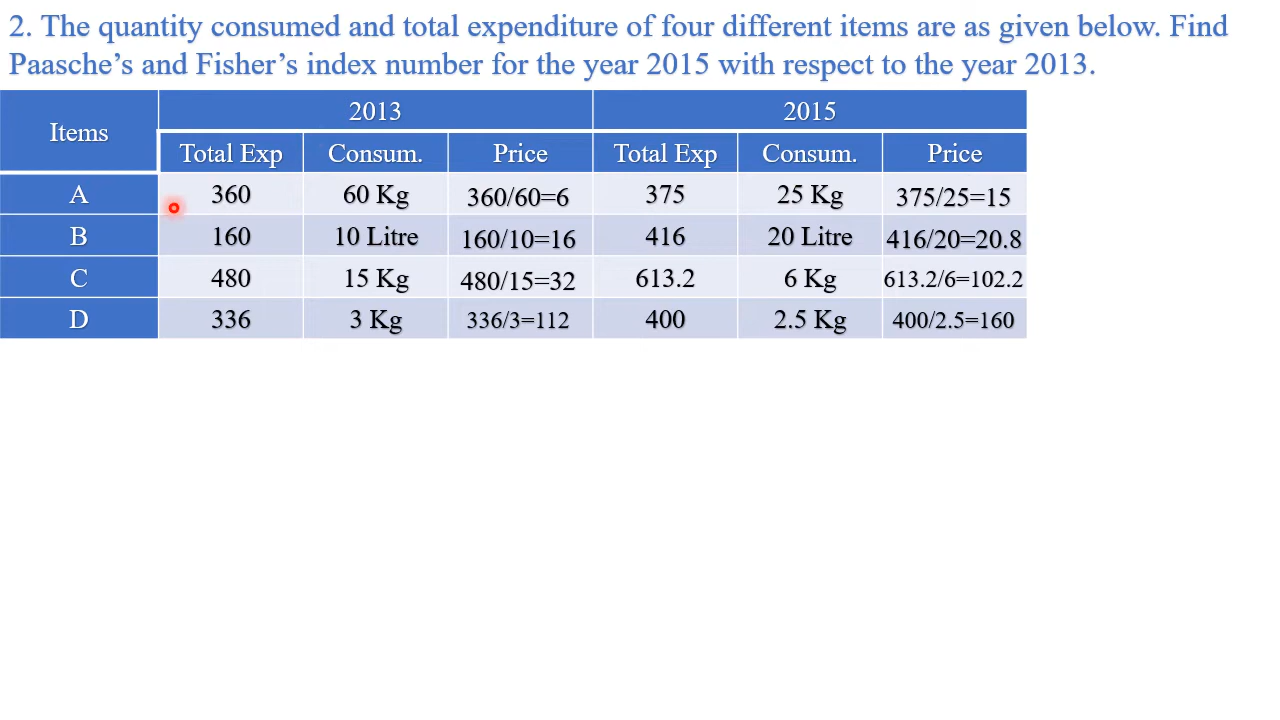 2. The quantity consumed and total expenditure of four different items are as given below. Find
Paasche’s and Fisher’s index number for the year 2015 with respect to the year 2013.
Items 2013 2015
Total Exp Consum. Price Total Exp Consum. Price
A 360 60 Kg 360/60=6 375 25 Kg 375/25=15
B 160 10 Litre 160/10=16 416 20 Litre 416/20=20.8
C 480 15 Kg 480/15=32 613.2 6 Kg 613.2/6=102.2
D 336 3 Kg 336/3=112 400 2.5 Kg 400/2.5=160